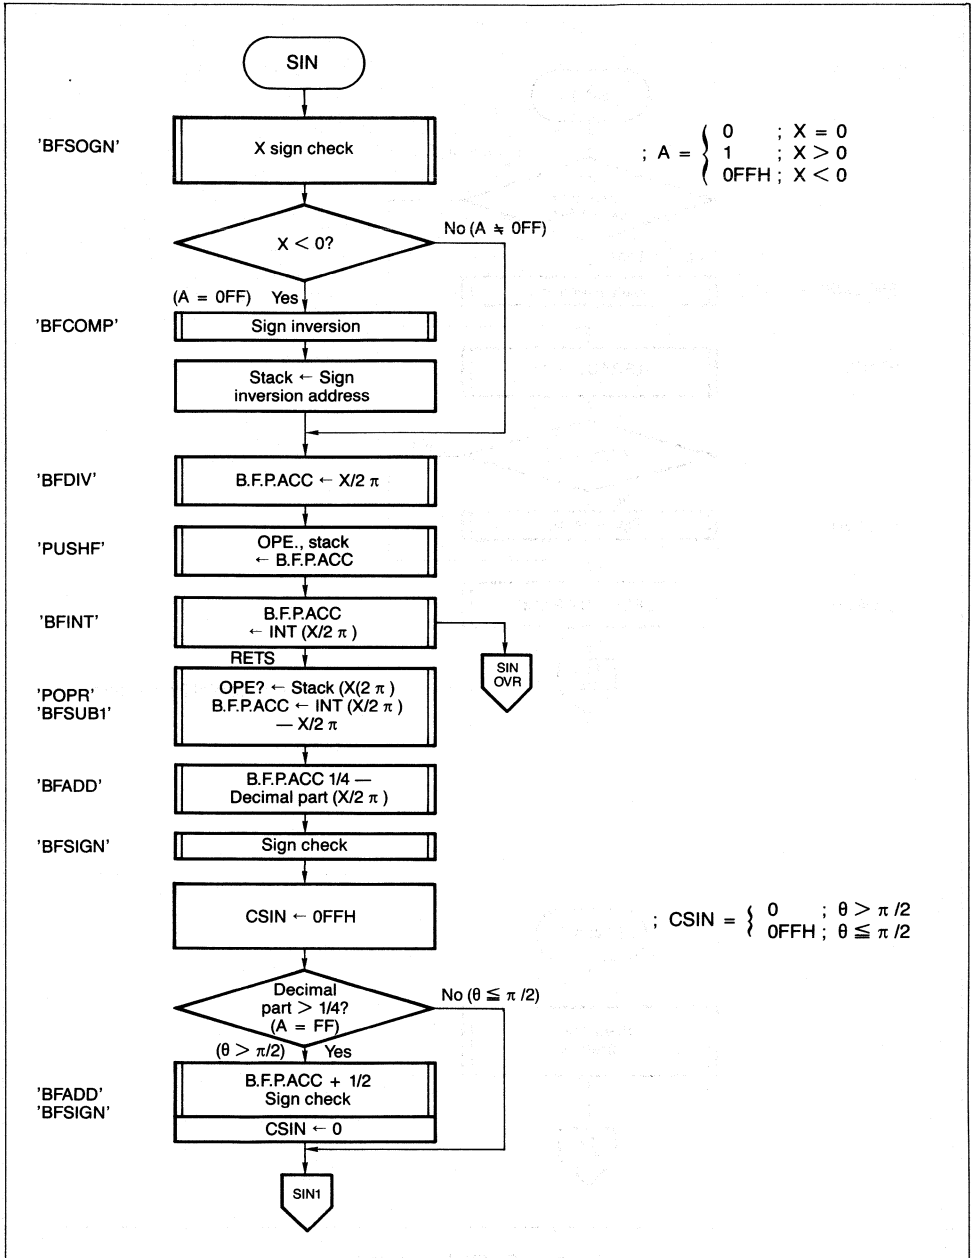 SIN
'BFSOGN'
X sign check
; A = { 0 ; X = 0
1 ; X > 0
0FFH ; X < 0
X < 0?
No (A ≒ 0FF)
(A = 0FF) Yes
'BFCOMP'
Sign inversion
Stack ← Sign
inversion address
'BFDIV'
B.F.P.ACC ← X/2 π
'PUSHF'
OPE., stack
← B.F.P.ACC
'BFINT'
B.F.P.ACC
← INT (X/2 π )
RETS
SIN
OVR
'POPR'
'BFSUB1'
OPE? ← Stack (X(2 π )
B.F.P.ACC ← INT (X/2 π )
— X/2 π
'BFADD'
B.F.P.ACC 1/4 —
Decimal part (X/2 π )
'BFSIGN'
Sign check
CSIN ← 0FFH
; CSIN = { 0 ; θ > π /2
0FFH ; θ ≦ π /2
Decimal
part > 1/4?
(A = FF)
No (θ ≦ π /2)
(θ > π/2) Yes
'BFADD'
'BFSIGN'
B.F.P.ACC + 1/2
Sign check
CSIN ← 0
SIN1